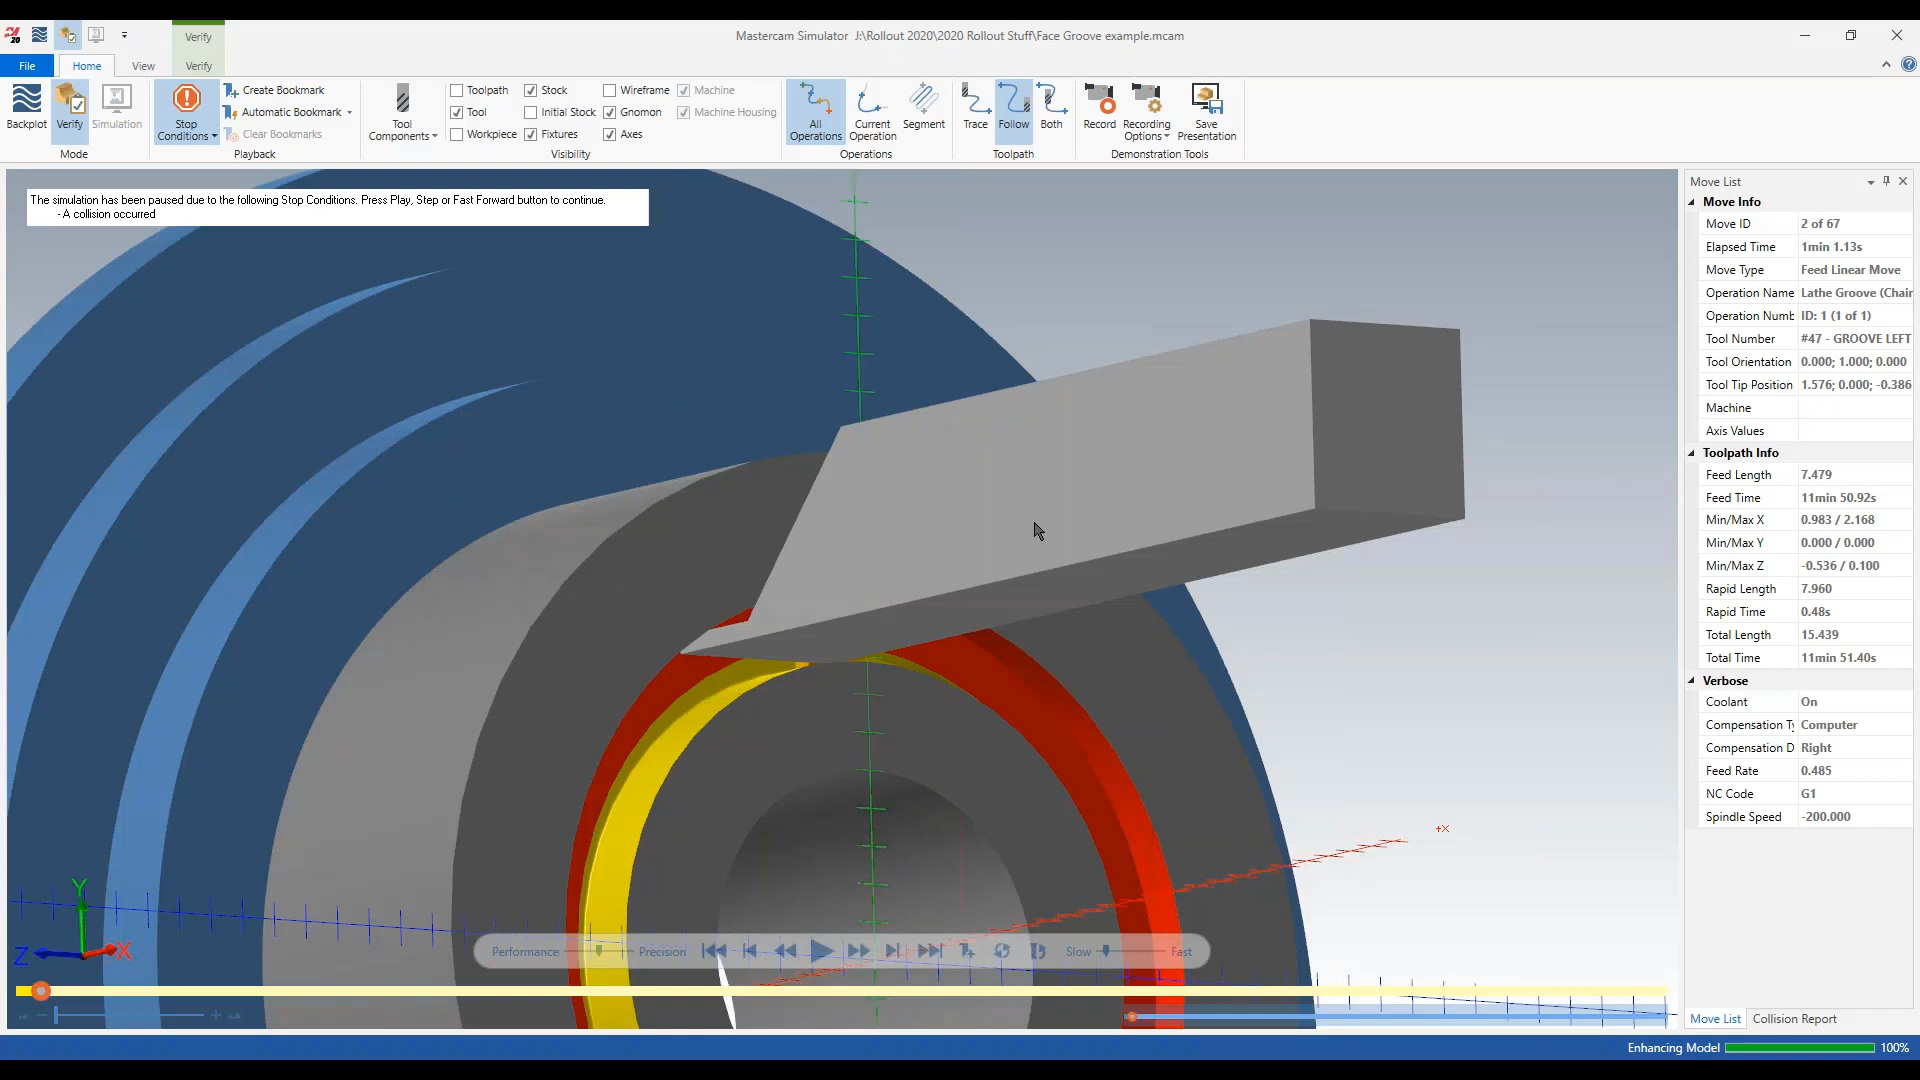 20
Verify
Mastercam Simulator J:\Rollout 2020\2020 Rollout Stuff\Face Groove example.mcam
File
Home
View
Verify
Backplot
Verify
Simulation
Mode
Stop
Conditions
Create Bookmark
Automatic Bookmark
Clear Bookmarks
Playback
Tool
Components
Toolpath
Stock
Wireframe
Machine
Tool
Initial Stock
Gnomon
Machine Housing
Workpiece
Fixtures
Axes
Visibility
All
Operations
Current
Operation
Segment
Operations
Trace
Follow
Both
Toolpath
Record
Recording
Options
Save
Presentation
Demonstration Tools
The simulation has been paused due to the following Stop Conditions. Press Play, Step or Fast Forward button to continue.
- A collision occurred
+X
Y
Z
X
Performance
Precision
Slow
Fast
Move List
Move Info
Move ID 2 of 67
Elapsed Time 1min 1.13s
Move Type Feed Linear Move
Operation Name Lathe Groove (Chair
Operation Numb ID: 1 (1 of 1)
Tool Number #47 - GROOVE LEFT
Tool Orientation 0.000; 1.000; 0.000
Tool Tip Position 1.576; 0.000; -0.386
Machine
Axis Values
Toolpath Info
Feed Length 7.479
Feed Time 11min 50.92s
Min/Max X 0.983 / 2.168
Min/Max Y 0.000 / 0.000
Min/Max Z -0.536 / 0.100
Rapid Length 7.960
Rapid Time 0.48s
Total Length 15.439
Total Time 11min 51.40s
Verbose
Coolant On
Compensation Ty Computer
Compensation D Right
Feed Rate 0.485
NC Code G1
Spindle Speed -200.000
Move List
Collision Report
Enhancing Model 100%